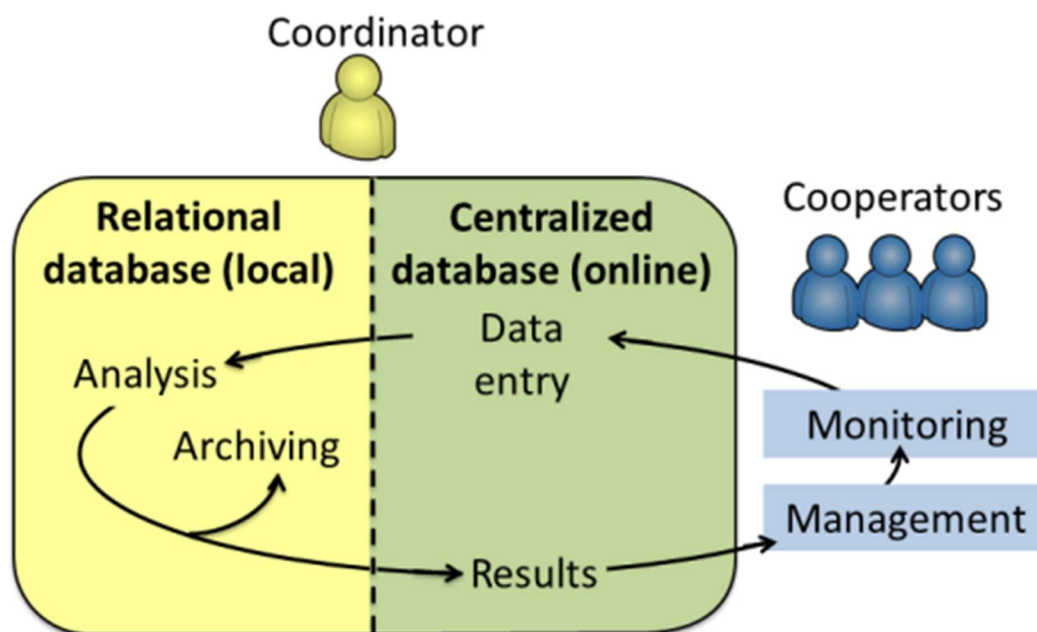 Coordinator
Relational
database (local)
Centralized
database (online)
Cooperators
Data
entry
Analysis
Archiving
Monitoring
Management
Results